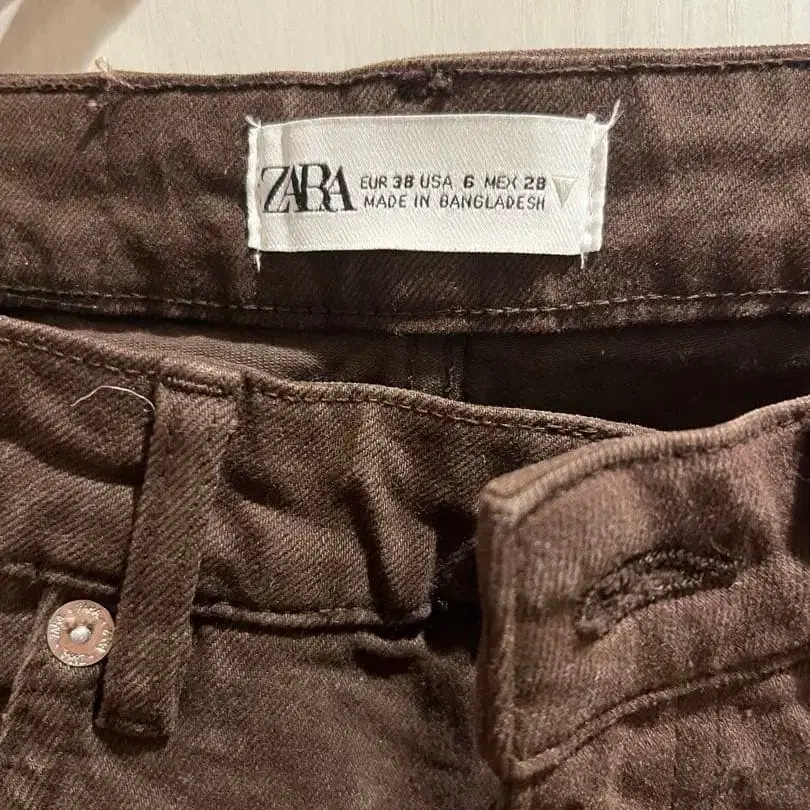 ZARA
EUR 38 USA 6 MEX 28
MADE IN BANGLADESH